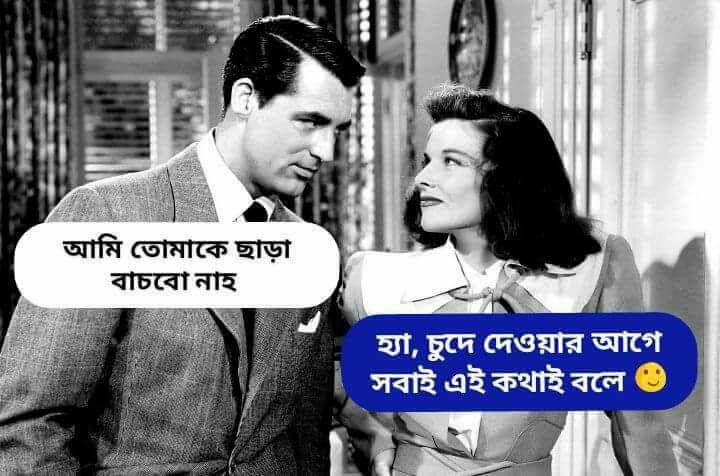 আমি তোমাকে ছাড়া
বাচবো নাহ
হ্যা, চুদে দেওয়ার আগে
সবাই এই কথাই বলে 🙂